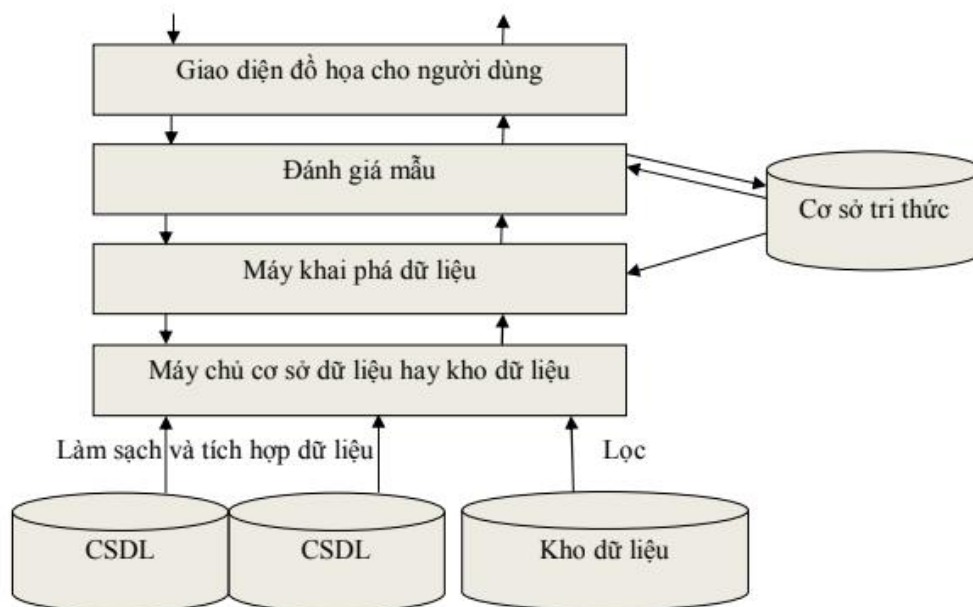 Giao diện đồ họa cho người dùng
Đánh giá mẫu
Cơ sở tri thức
Máy khai phá dữ liệu
Máy chủ cơ sở dữ liệu hay kho dữ liệu
Làm sạch và tích hợp dữ liệu
Lọc
CSDL
CSDL
Kho dữ liệu